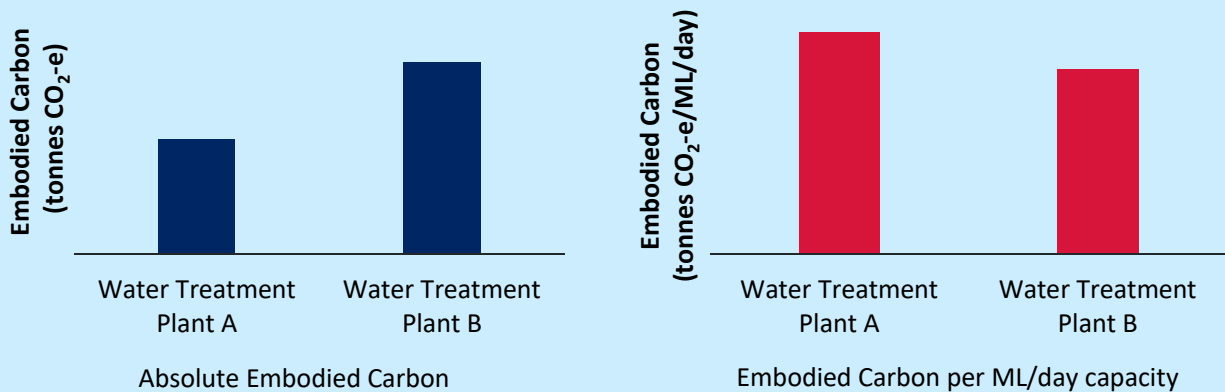 Embodied Carbon
(tonnes CO₂-e)
Water Treatment
Plant A
Water Treatment
Plant B
Absolute Embodied Carbon
Embodied Carbon
(tonnes CO₂-e/ML/day)
Water Treatment
Plant A
Water Treatment
Plant B
Embodied Carbon per ML/day capacity